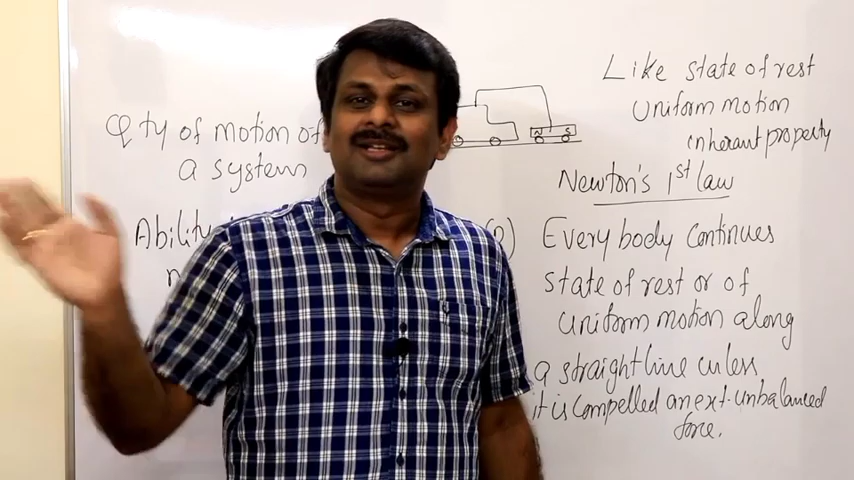 Qty of motion of
a system
Ability
Like state of rest
uniform motion
inherant property
Newton's 1st law
(P)
Every body continues
state of rest or of
uniform motion along
a straight line unless
it is compelled an ext. unbalanced
force.
N S